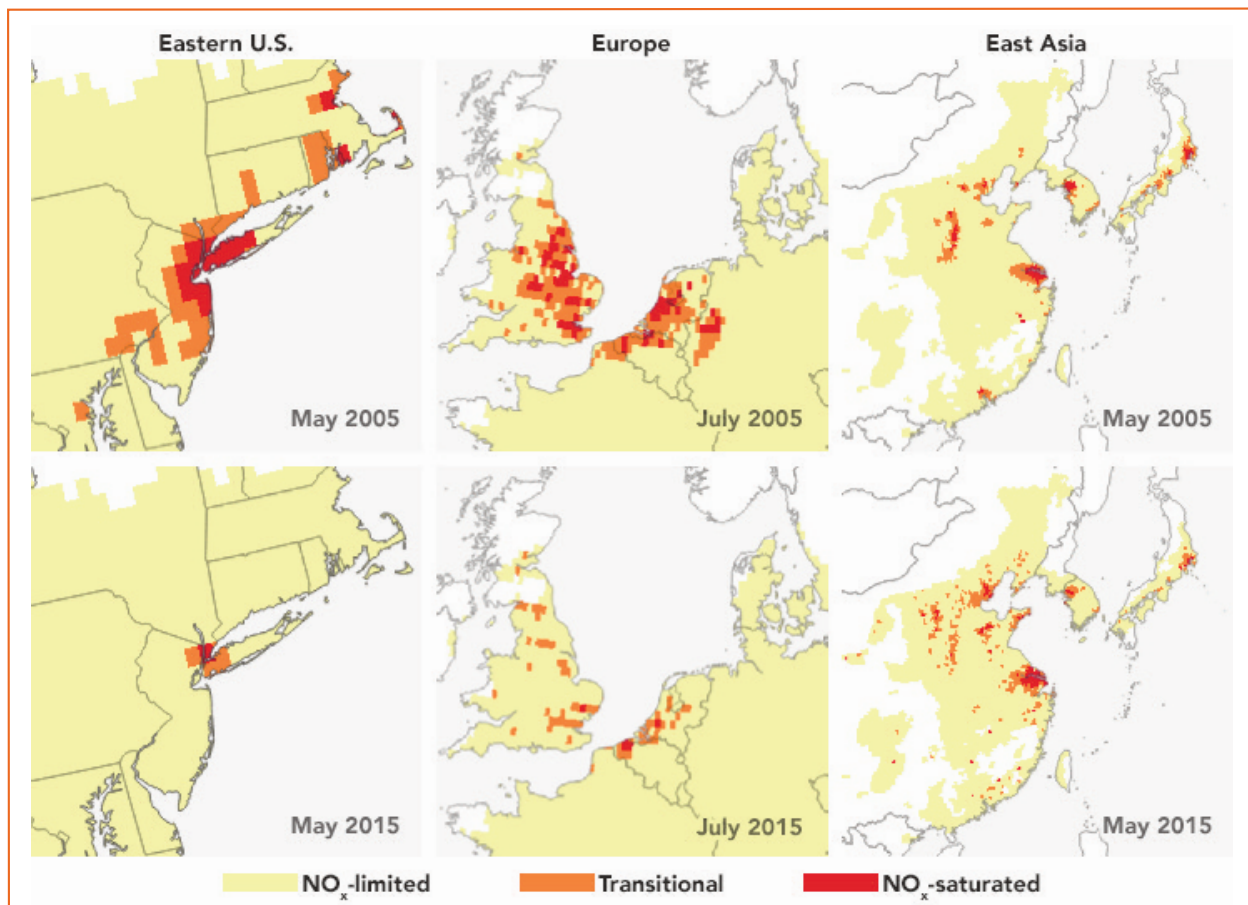 Eastern U.S.
Europe
East Asia
May 2005
July 2005
May 2005
May 2015
July 2015
May 2015
NOx-limited
Transitional
NOx-saturated